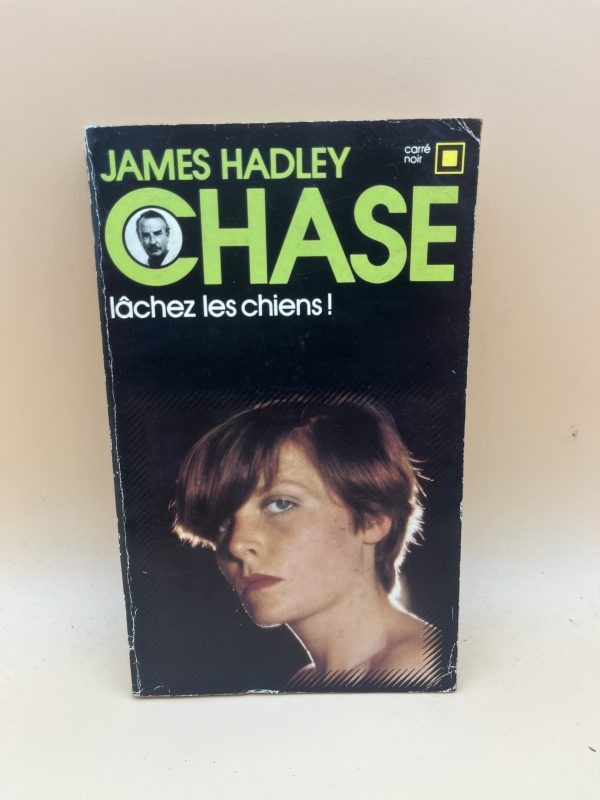 JAMES HADLEY
CHASE
carré
noir
lâchez les chiens !